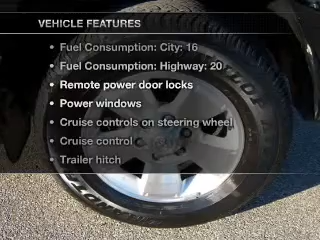 VEHICLE FEATURES
• Fuel Consumption: City: 16
• Fuel Consumption: Highway: 20
• Remote power door locks
• Power windows
• Cruise controls on steering wheel
• Cruise control
• Trailer hitch